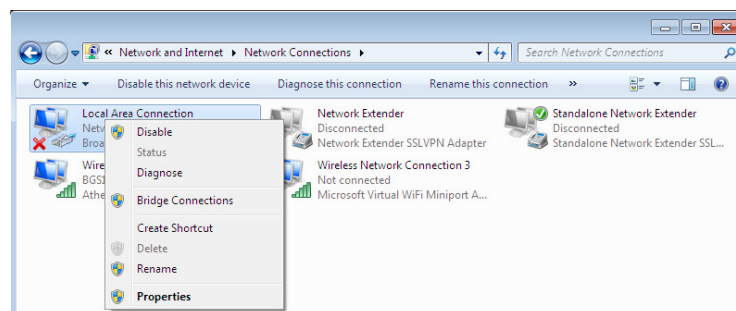 « Network and Internet ▸ Network Connections ▸
Search Network Connections
Organize ▾ Disable this network device Diagnose this connection Rename this connection »
Local Area Connection
Netw
Broa
Network Extender
Disconnected
Network Extender SSLVPN Adapter
Standalone Network Extender
Disconnected
Standalone Network Extender SSL...
Wire
BGSI
Athe
Wireless Network Connection 3
Not connected
Microsoft Virtual WiFi Miniport A...
Disable
Status
Diagnose
Bridge Connections
Create Shortcut
Delete
Rename
Properties